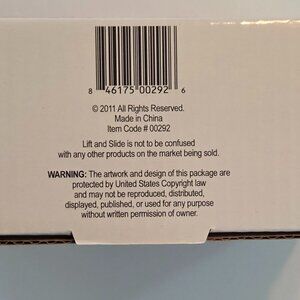 8 46175 00292 6
© 2011 All Rights Reserved.
Made in China
Item Code # 00292
Lift and Slide is not to be confused
with any other products on the market being sold.
WARNING: The artwork and design of this package are
protected by United States Copyright law
and may not be reproduced, distributed,
displayed, published, or used for any purpose
without written permission of owner.